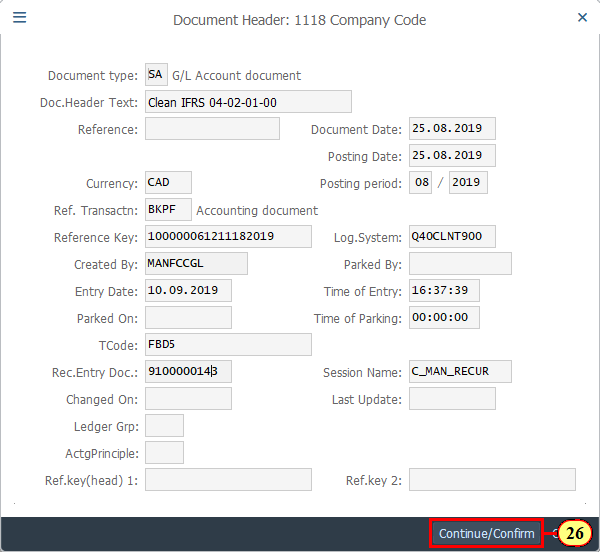 Document Header: 1118 Company Code
Document type: SA G/L Account document
Doc.Header Text: Clean IFRS 04-02-01-00
Reference: Document Date: 25.08.2019
Posting Date: 25.08.2019
Currency: CAD Posting period: 08 / 2019
Ref. Transactn: BKPF Accounting document
Reference Key: 100000061211182019 Log.System: Q40CLNT900
Created By: MANFCCGL Parked By:
Entry Date: 10.09.2019 Time of Entry: 16:37:39
Parked On: Time of Parking: 00:00:00
TCode: FBD5
Rec.Entry Doc.: 9100000143 Session Name: C_MAN_RECUR
Changed On: Last Update:
Ledger Grp:
ActgPrinciple:
Ref.key(head) 1: Ref.key 2:
Continue/Confirm 26